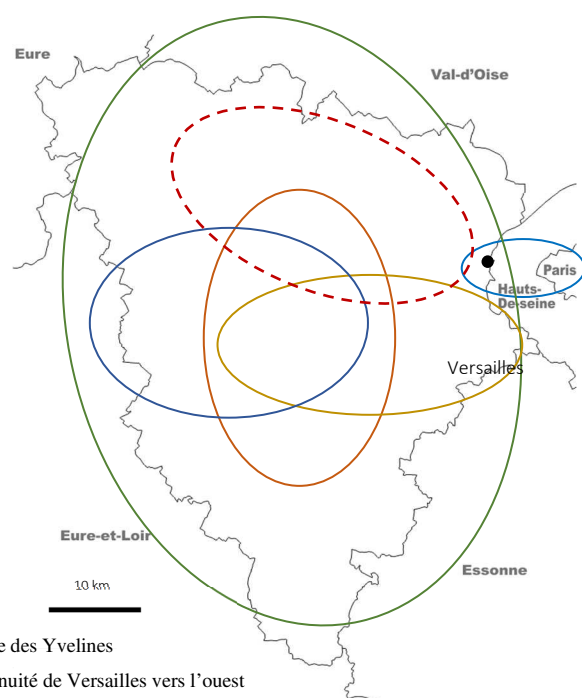 Eure
Val-d'Oise
Paris
Hauts-
De-seine
Versailles
Eure-et-Loir
Essonne
10 km
e des Yvelines
nuité de Versailles vers l'ouest